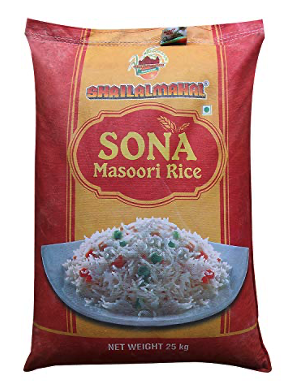 SHAILALMAHAL
SONA
Masoori Rice
NET WEIGHT 25 kg